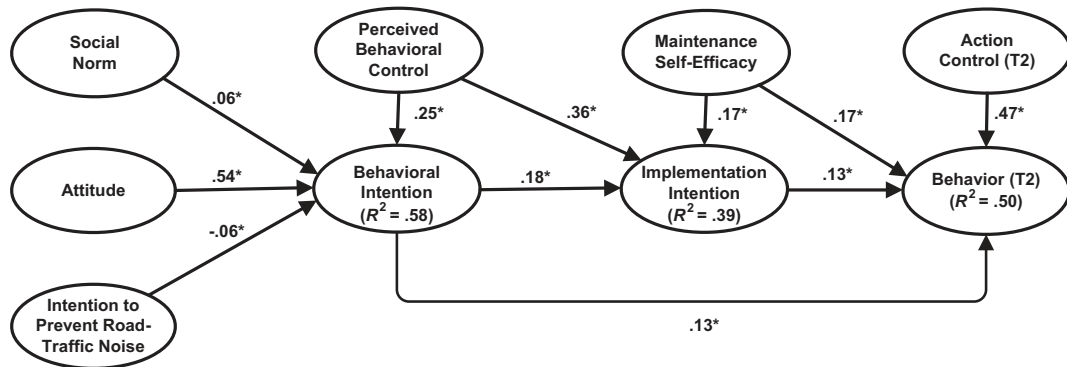 Social
Norm
Perceived
Behavioral
Control
Maintenance
Self-Efficacy
Action
Control (T2)
.06*
.25*
.36*
.17*
.17*
.47*
Attitude
.54*
Behavioral
Intention
(R² = .58)
.18*
Implementation
Intention
(R² = .39)
.13*
Behavior (T2)
(R² = .50)
-.06*
Intention to
Prevent Road-
Traffic Noise
.13*